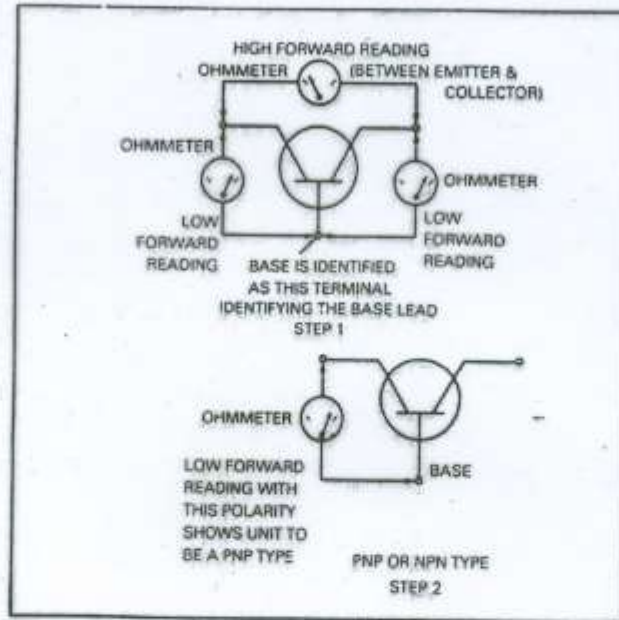 HIGH FORWARD READING
OHMMETER (BETWEEN EMITTER &
COLLECTOR)
OHMMETER
OHMMETER
LOW
FORWARD
READING
LOW
FORWARD
READING
BASE IS IDENTIFIED
AS THIS TERMINAL
IDENTIFYING THE BASE LEAD
STEP 1
OHMMETER
BASE
LOW FORWARD
READING WITH
THIS POLARITY
SHOWS UNIT TO
BE A PNP TYPE
PNP OR NPN TYPE
STEP 2